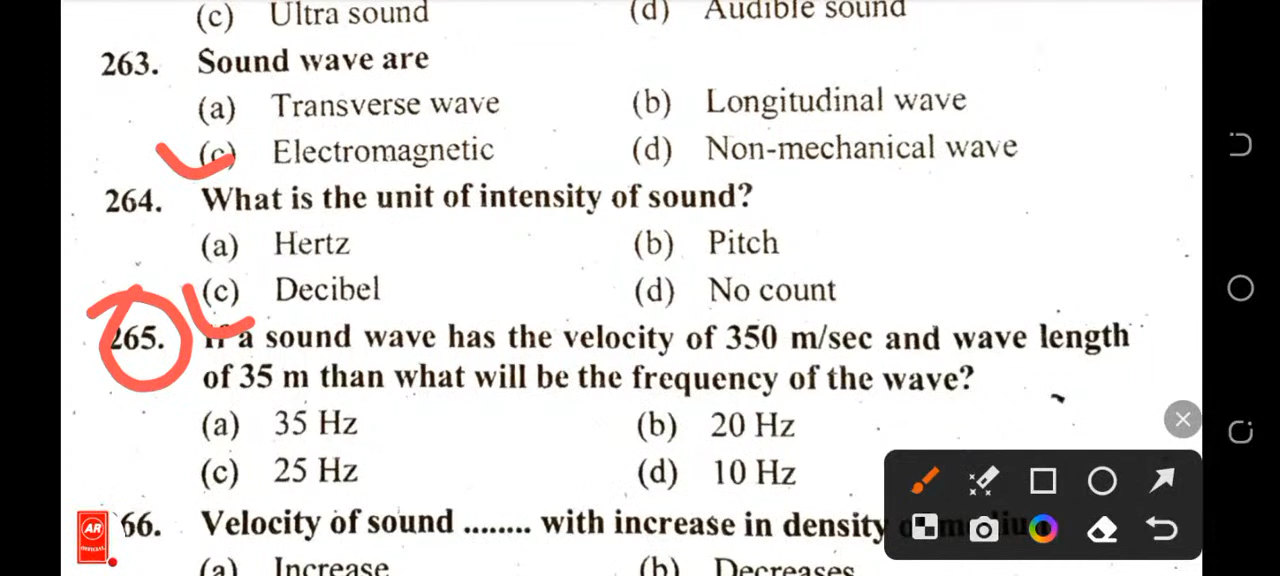 (c) Ultra sound (d) Audible sound
263. Sound wave are
(a) Transverse wave (b) Longitudinal wave
(c) Electromagnetic (d) Non-mechanical wave
264. What is the unit of intensity of sound?
(a) Hertz (b) Pitch
(c) Decibel (d) No count
265. If a sound wave has the velocity of 350 m/sec and wave length
of 35 m than what will be the frequency of the wave?
(a) 35 Hz (b) 20 Hz
(c) 25 Hz (d) 10 Hz
66. Velocity of sound ........ with increase in density
(a) Increase (b) Decreases
AR